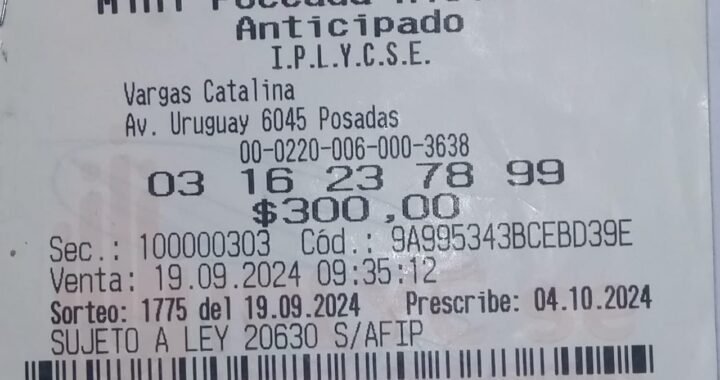 Mini Poceada
Anticipado
I.P.L.Y.C.S.E.
Vargas Catalina
Av. Uruguay 6045 Posadas
00-0220-006-000-3638
03 16 23 78 99
$300,00
Sec.: 100000303 Cód.: 9A995343BCEBD39E
Venta: 19.09.2024 09:35:12
Sorteo: 1775 del 19.09.2024 Prescribe: 04.10.2024
SUJETO A LEY 20630 S/AFIP